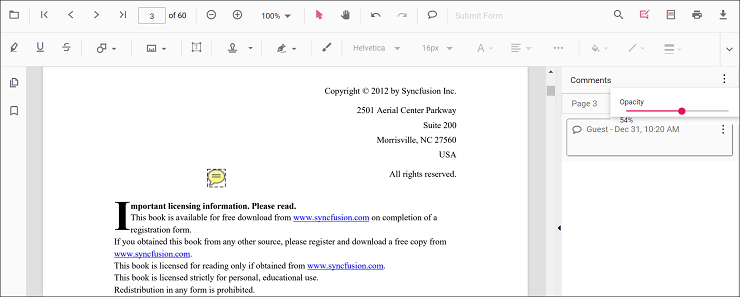 3 of 60 100% Submit Form
U S T Helvetica 16px A
Comments
Page 3
Opacity
54%
Guest - Dec 31, 10:20 AM
Copyright © 2012 by Syncfusion Inc.
2501 Aerial Center Parkway
Suite 200
Morrisville, NC 27560
USA
All rights reserved.
Important licensing information. Please read.
This book is available for free download from www.syncfusion.com on completion of a
registration form.
If you obtained this book from any other source, please register and download a free copy from
www.syncfusion.com.
This book is licensed for reading only if obtained from www.syncfusion.com.
This book is licensed strictly for personal, educational use.
Redistribution in any form is prohibited.